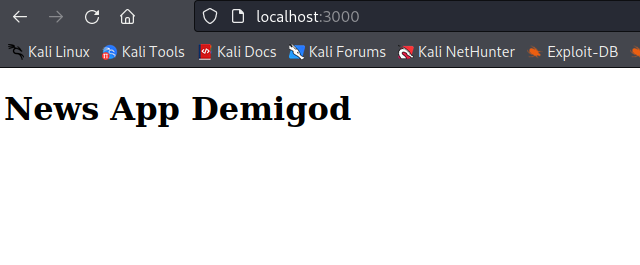 localhost:3000
Kali Linux Kali Tools Kali Docs Kali Forums Kali NetHunter Exploit-DB
News App Demigod